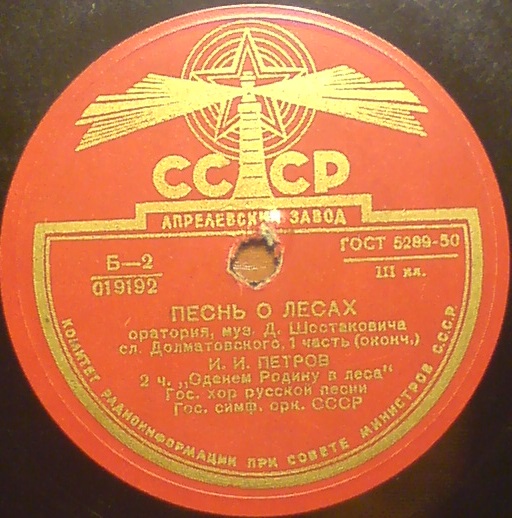 СССР
АПРЕЛЕВСКИЙ ЗАВОД
Б—2
019192
ГОСТ 5289-50
III кл.
ПЕСНЬ О ЛЕСАХ
оратория, муз. Д. Шостаковича
сл. Долматовского, 1 часть (оконч.)
И. И. ПЕТРОВ
2 ч. „Оденем Родину в леса“
Гос. хор русской песни
Гос. симф. орк. СССР
КОМИТЕТ РАДИОИНФОРМАЦИИ ПРИ СОВЕТЕ МИНИСТРОВ С.С.С.Р.